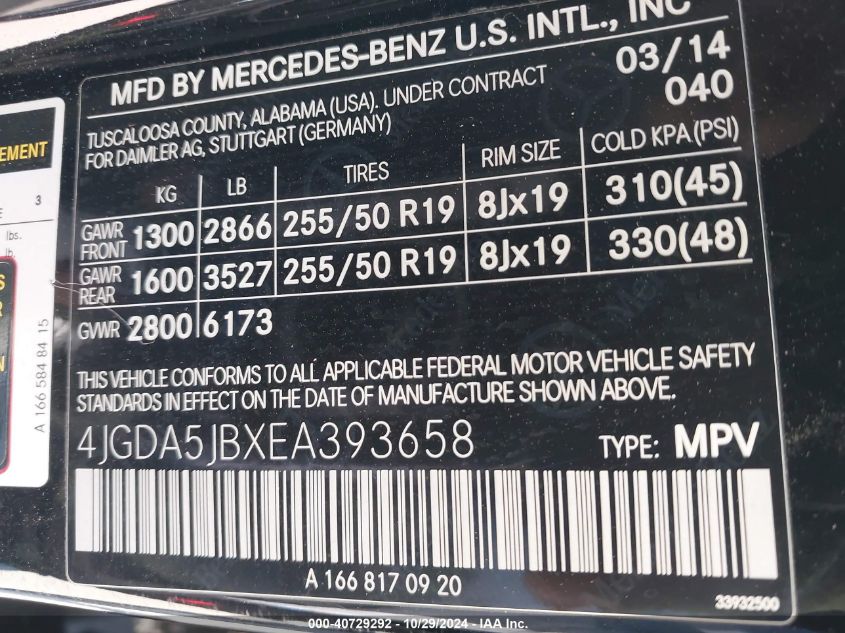 MFD BY MERCEDES-BENZ U.S. INTL., INC
03/14
040
TUSCALOOSA COUNTY, ALABAMA (USA). UNDER CONTRACT
FOR DAIMLER AG, STUTTGART (GERMANY)
KG LB TIRES RIM SIZE COLD KPA (PSI)
GAWR FRONT 1300 2866 255/50 R19 8Jx19 310(45)
GAWR REAR 1600 3527 255/50 R19 8Jx19 330(48)
GVWR 2800 6173
THIS VEHICLE CONFORMS TO ALL APPLICABLE FEDERAL MOTOR VEHICLE SAFETY
STANDARDS IN EFFECT ON THE DATE OF MANUFACTURE SHOWN ABOVE.
4JGDA5JBXEA393658 TYPE: MPV
A 166 817 09 20
33932500
EMENT
3
lbs.
lb.
A 166 584 84 15
000-40729292 - 10/29/2024 - IAA Inc.